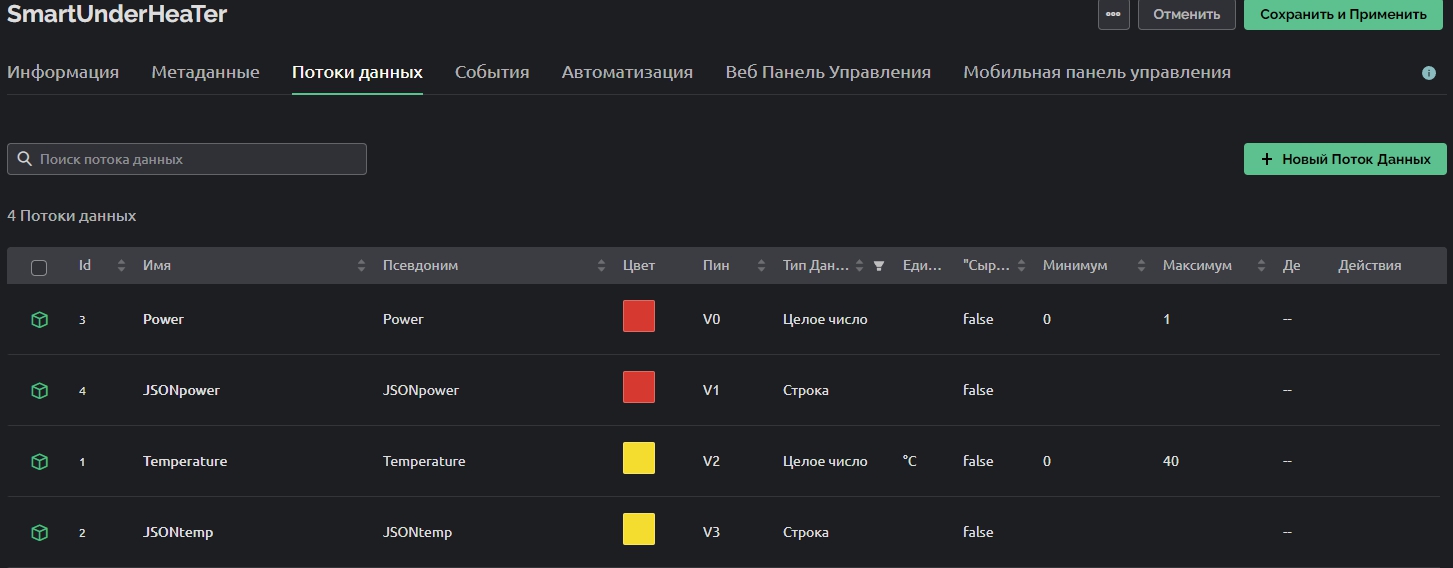 SmartUnderHeaTer
Отменить
Сохранить и Применить
Информация Метаданные Потоки данных События Автоматизация Веб Панель Управления Мобильная панель управления
Поиск потока данных
+ Новый Поток Данных
4 Потоки данных
Id Имя Псевдоним Цвет Пин Тип Дан... Еди... "Сыр... Минимум Максимум Де Действия
3 Power Power V0 Целое число false 0 1 --
4 JSONpower JSONpower V1 Строка false --
1 Temperature Temperature V2 Целое число °C false 0 40 --
2 JSONtemp JSONtemp V3 Строка false --